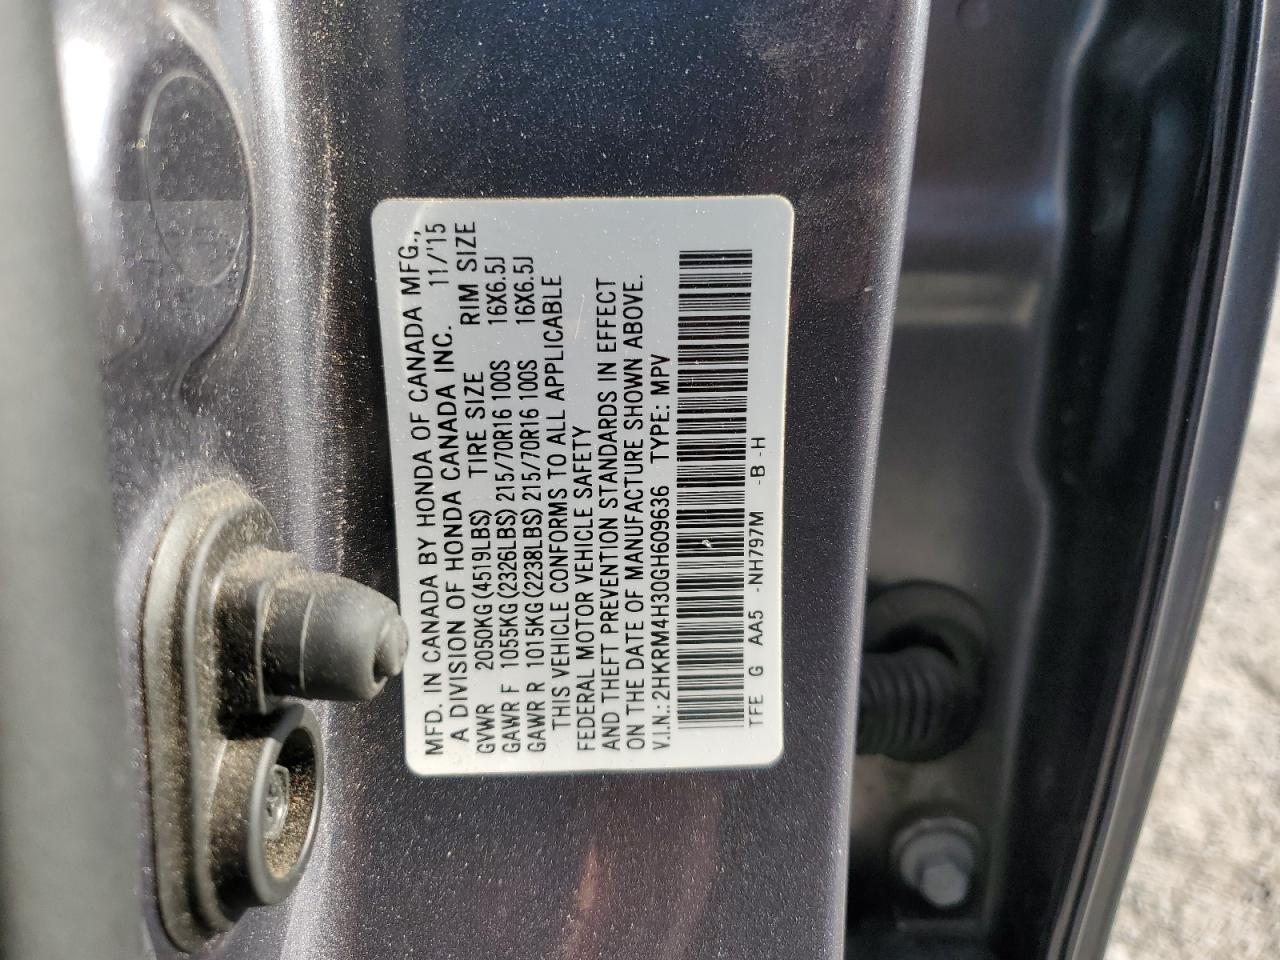 MFD. IN CANADA BY HONDA OF CANADA MFG.,
A DIVISION OF HONDA CANADA INC. 11/'15
GVWR 2050KG(4519LBS) TIRE SIZE RIM SIZE
GAWR F 1055KG(2326LBS)215/70R16 100S 16X6.5J
GAWR R 1015KG(2238LBS)215/70R16 100S 16X6.5J
THIS VEHICLE CONFORMS TO ALL APPLICABLE
FEDERAL MOTOR VEHICLE SAFETY
AND THEFT PREVENTION STANDARDS IN EFFECT
ON THE DATE OF MANUFACTURE SHOWN ABOVE.
V.I.N.: 2HKRM4H30GH609636 TYPE: MPV
TFE G AA5 -NH797M -B -H